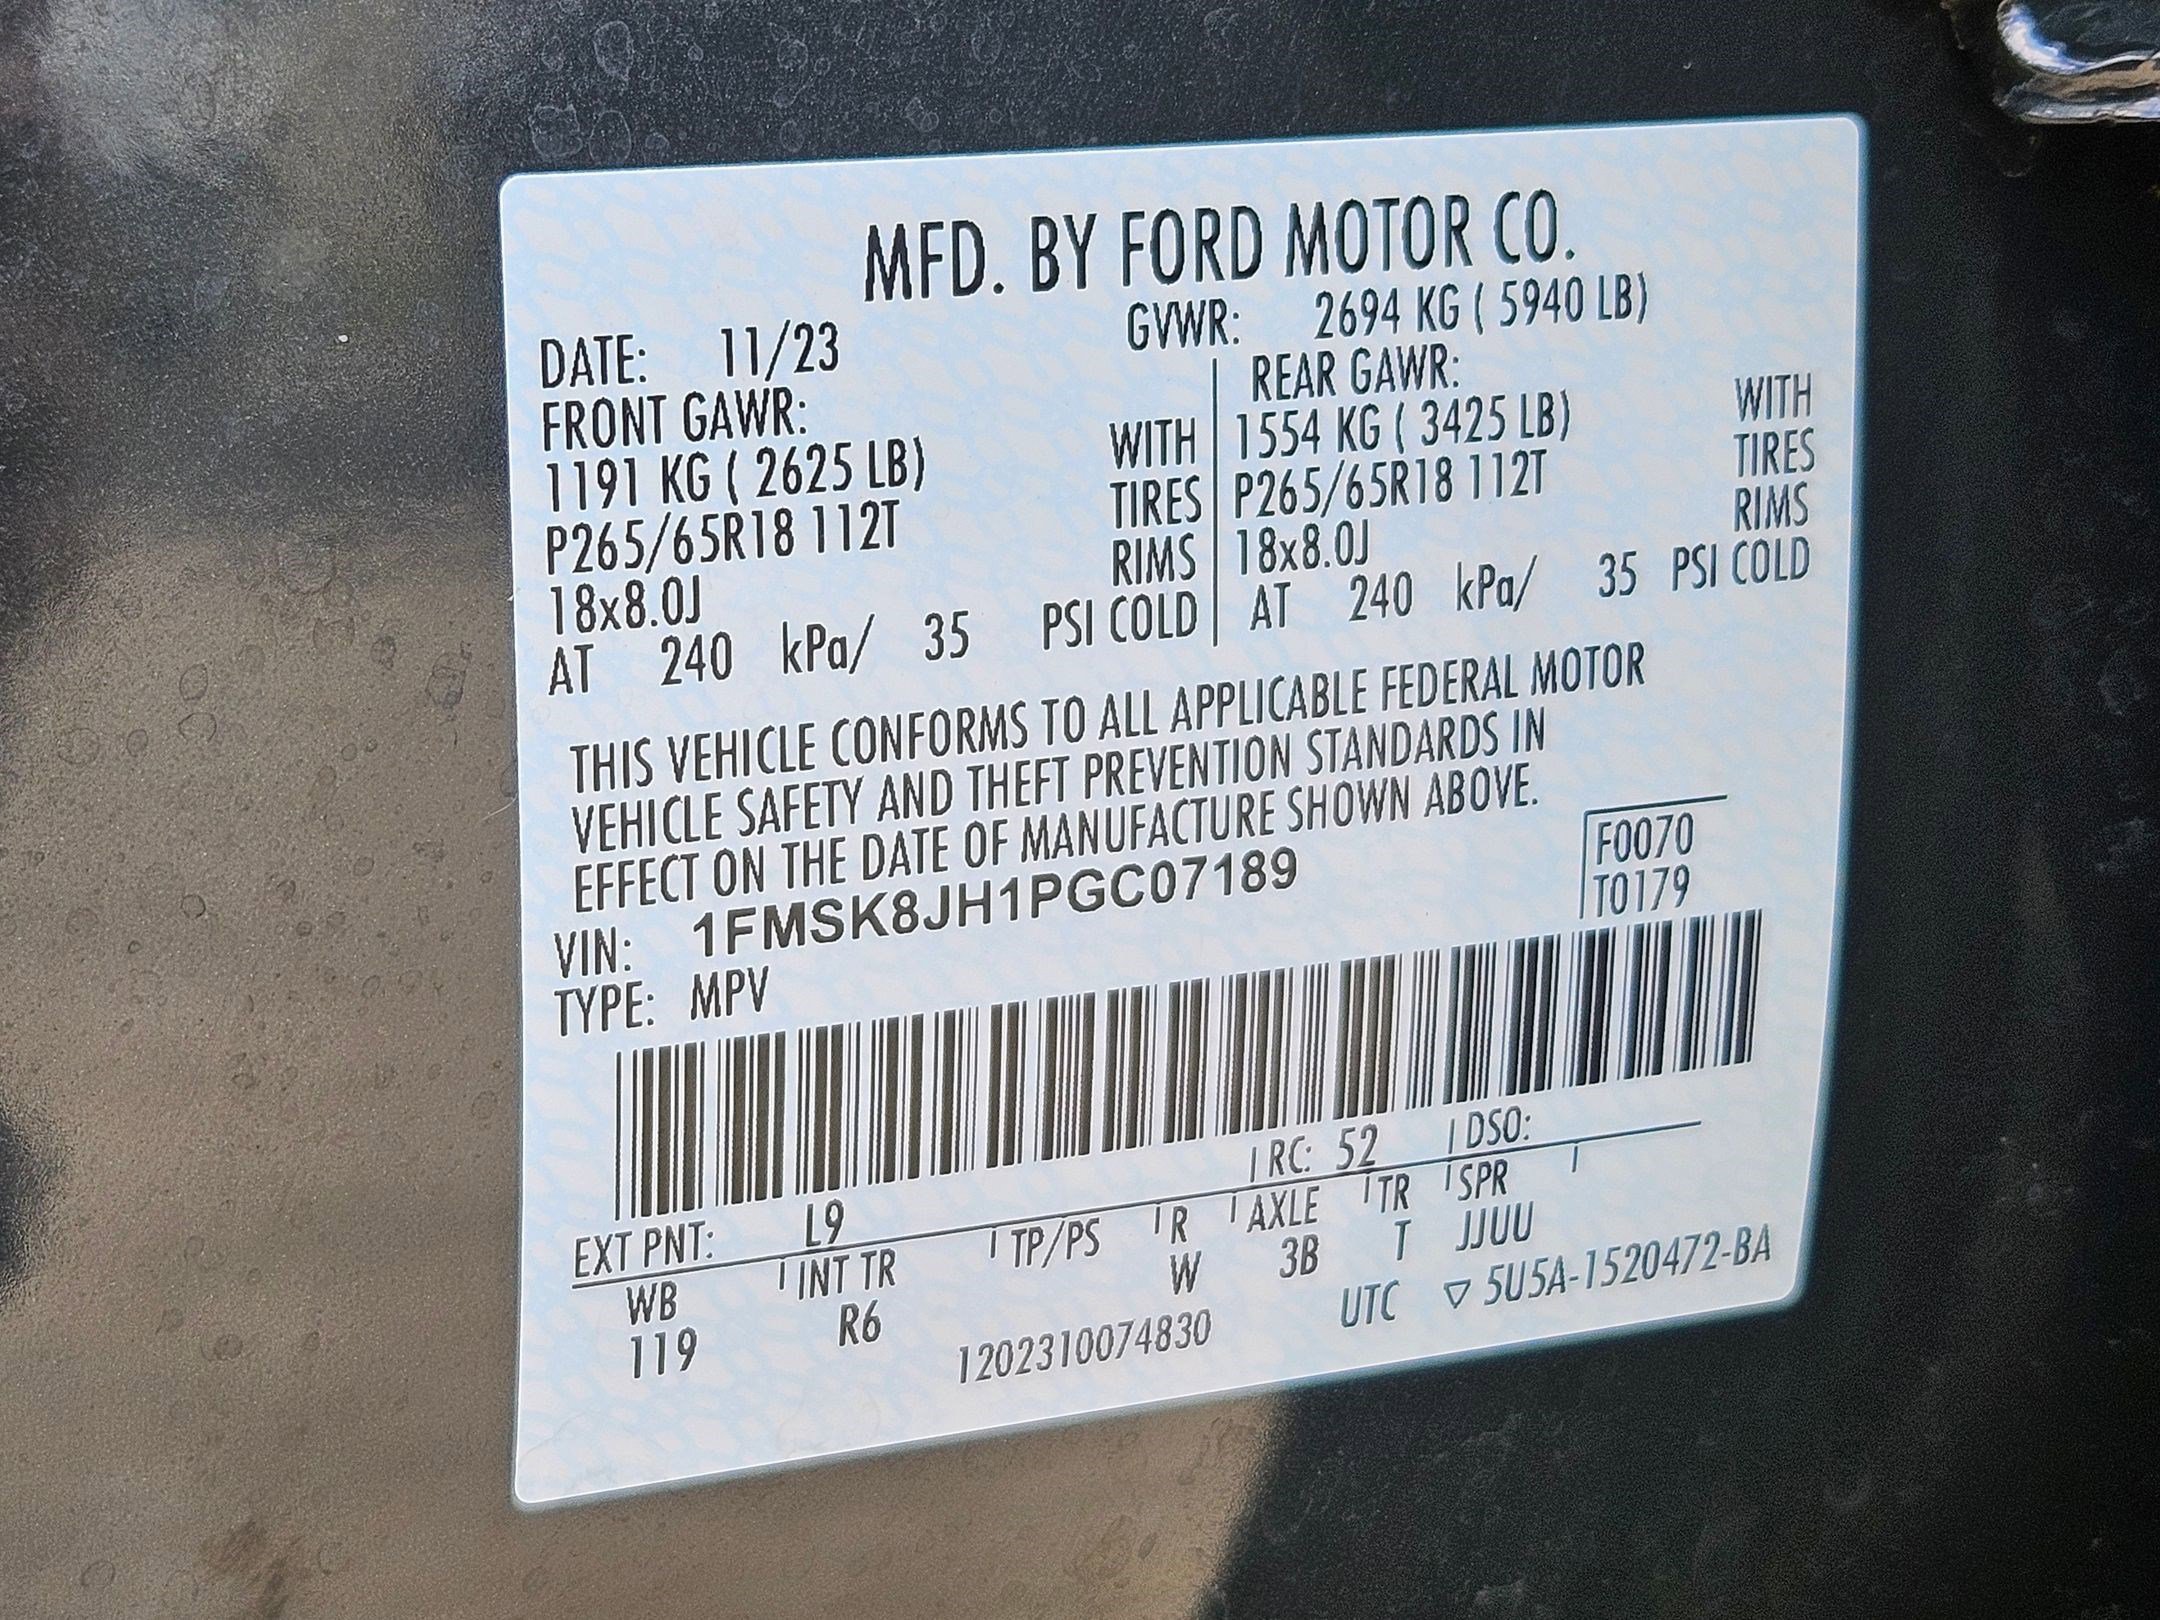 MFD. BY FORD MOTOR CO.
DATE: 11/23 GVWR: 2694 KG ( 5940 LB)
FRONT GAWR: REAR GAWR:
1191 KG ( 2625 LB) WITH 1554 KG ( 3425 LB) WITH
P265/65R18 112T TIRES P265/65R18 112T TIRES
18x8.0J RIMS 18x8.0J RIMS
AT 240 kPa/ 35 PSI COLD AT 240 kPa/ 35 PSI COLD
THIS VEHICLE CONFORMS TO ALL APPLICABLE FEDERAL MOTOR
VEHICLE SAFETY AND THEFT PREVENTION STANDARDS IN
EFFECT ON THE DATE OF MANUFACTURE SHOWN ABOVE.
VIN: 1FMSK8JH1PGC07189 F0070
TYPE: MPV T0179
EXT PNT: L9 RC: 52 DSO:
WB INT TR TP/PS R AXLE TR SPR
119 R6 W 3B T JJUU
1202310074830 UTC ▽ 5U5A-1520472-BA